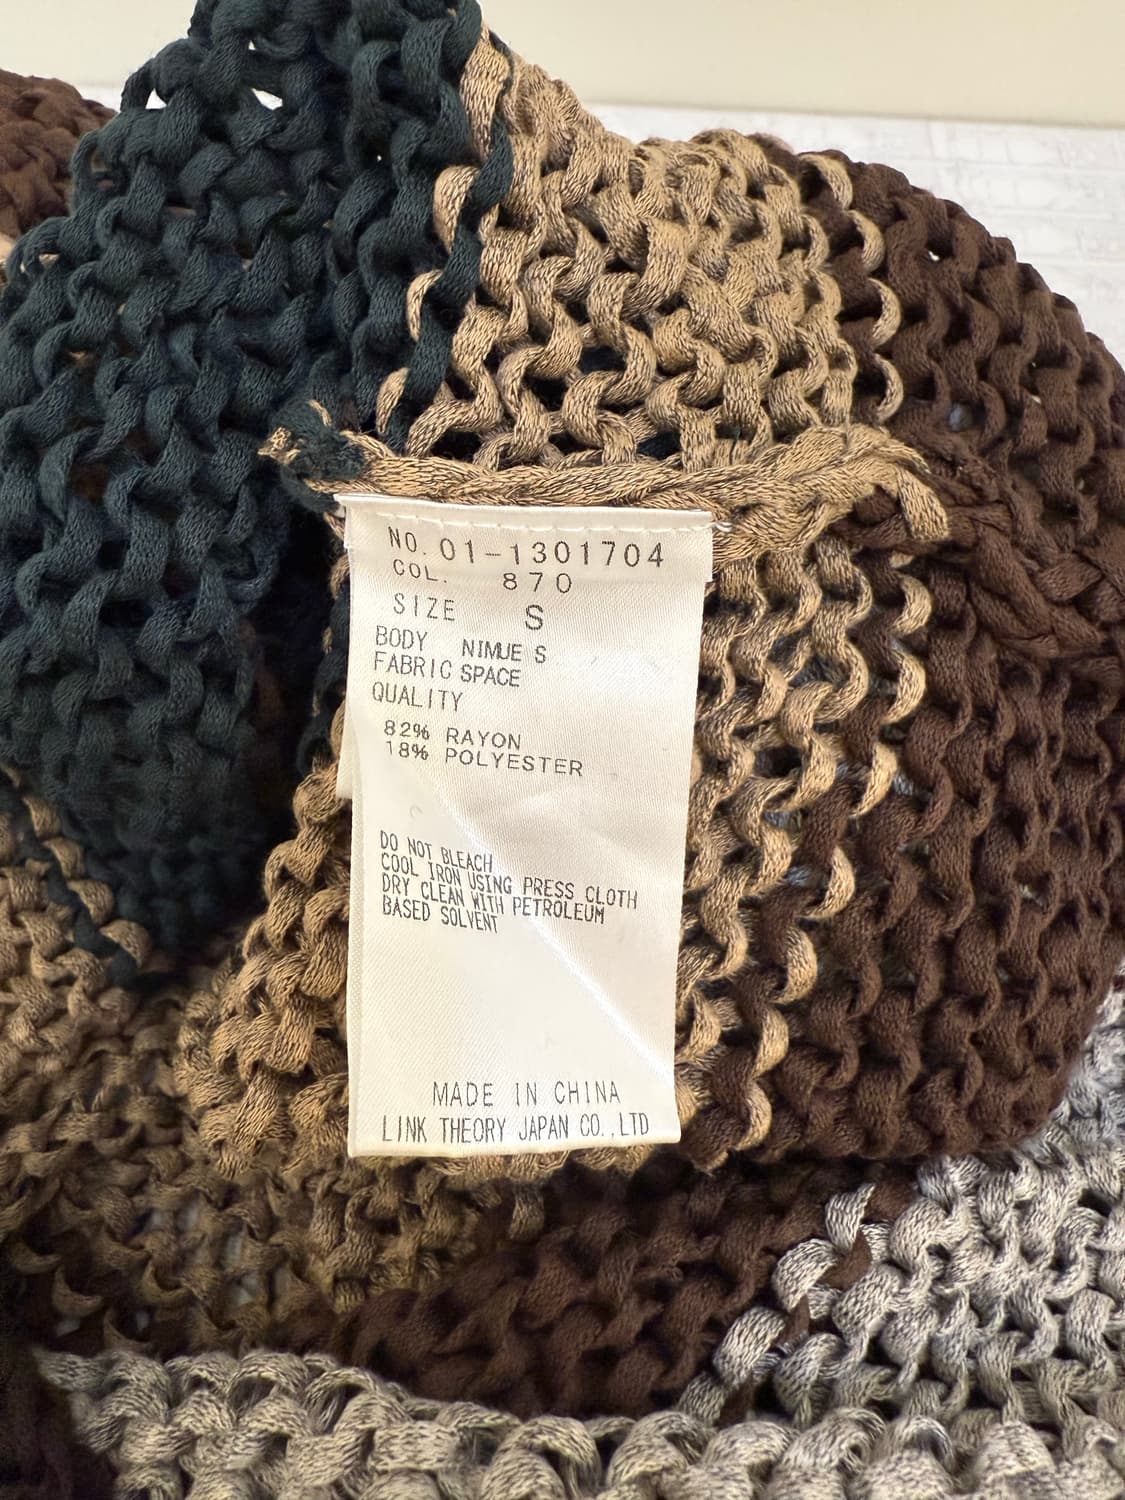 NO. 01-1301704
COL. 870
SIZE S
BODY NIMUE S
FABRIC SPACE
QUALITY
82% RAYON
18% POLYESTER
DO NOT BLEACH
COOL IRON USING PRESS CLOTH
DRY CLEAN WITH PETROLEUM
BASED SOLVENT
MADE IN CHINA
LINK THEORY JAPAN CO.,LTD